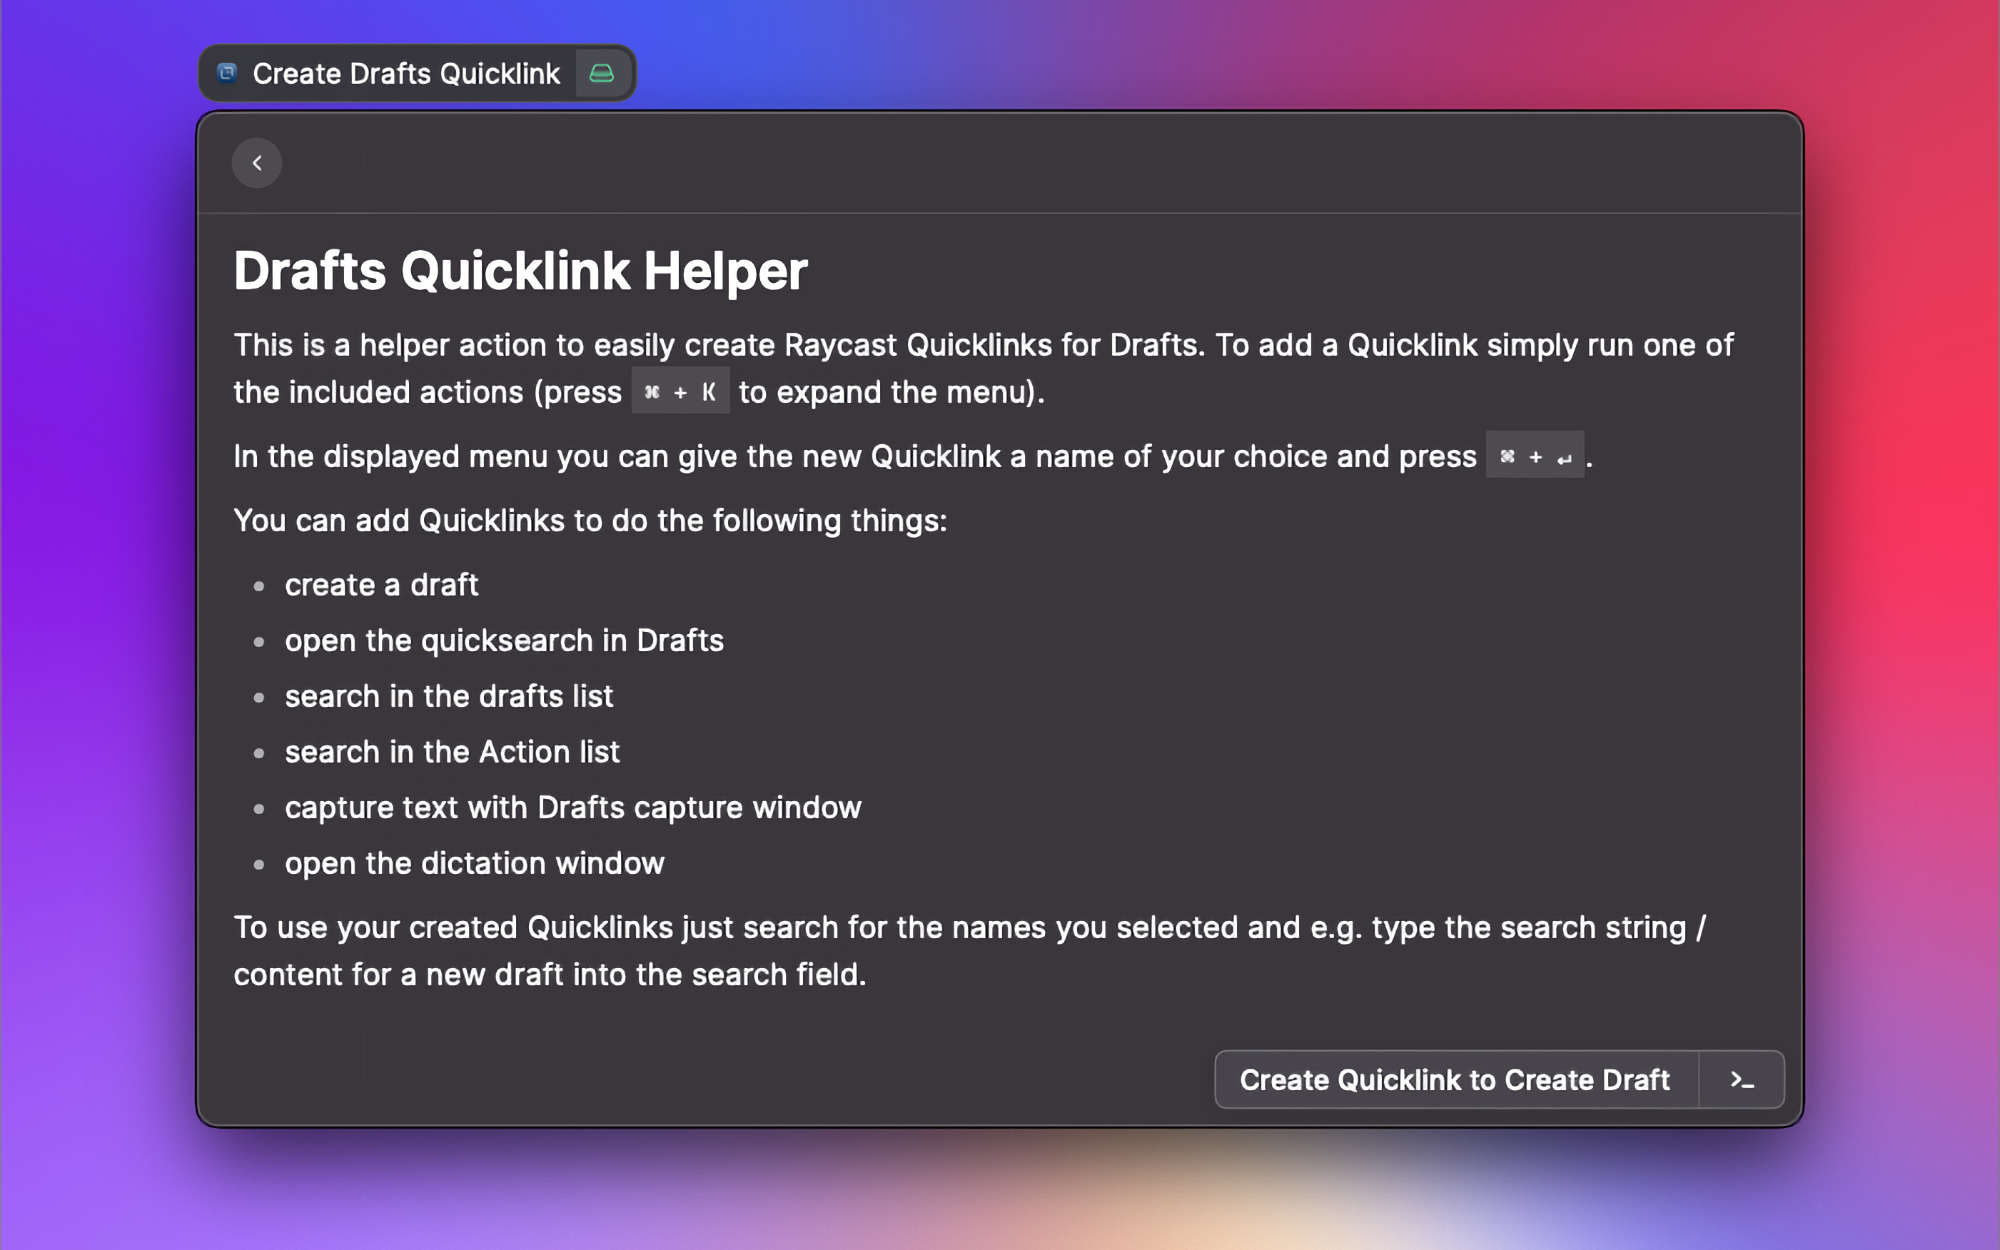 Create Drafts Quicklink
Drafts Quicklink Helper
This is a helper action to easily create Raycast Quicklinks for Drafts. To add a Quicklink simply run one of
the included actions (press ⌘ + K to expand the menu).
In the displayed menu you can give the new Quicklink a name of your choice and press ⌘ + ↵.
You can add Quicklinks to do the following things:
• create a draft
• open the quicksearch in Drafts
• search in the drafts list
• search in the Action list
• capture text with Drafts capture window
• open the dictation window
To use your created Quicklinks just search for the names you selected and e.g. type the search string /
content for a new draft into the search field.
Create Quicklink to Create Draft >_